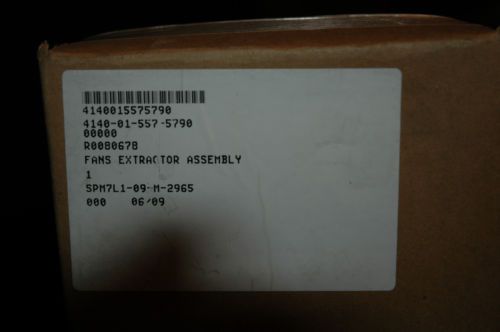 4140015575790
4140-01-557-5790
00000
R0080678
FANS EXTRACTOR ASSEMBLY
1
SPM7L1-09-M-2965
000 06/09